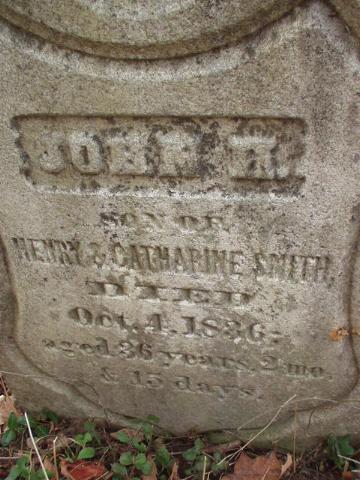 JOHN H.
SON OF
HENRY & CATHARINE SMITH,
DIED
Oct. 4. 1886;
aged 36 years, 2 mo.
& 15 days.